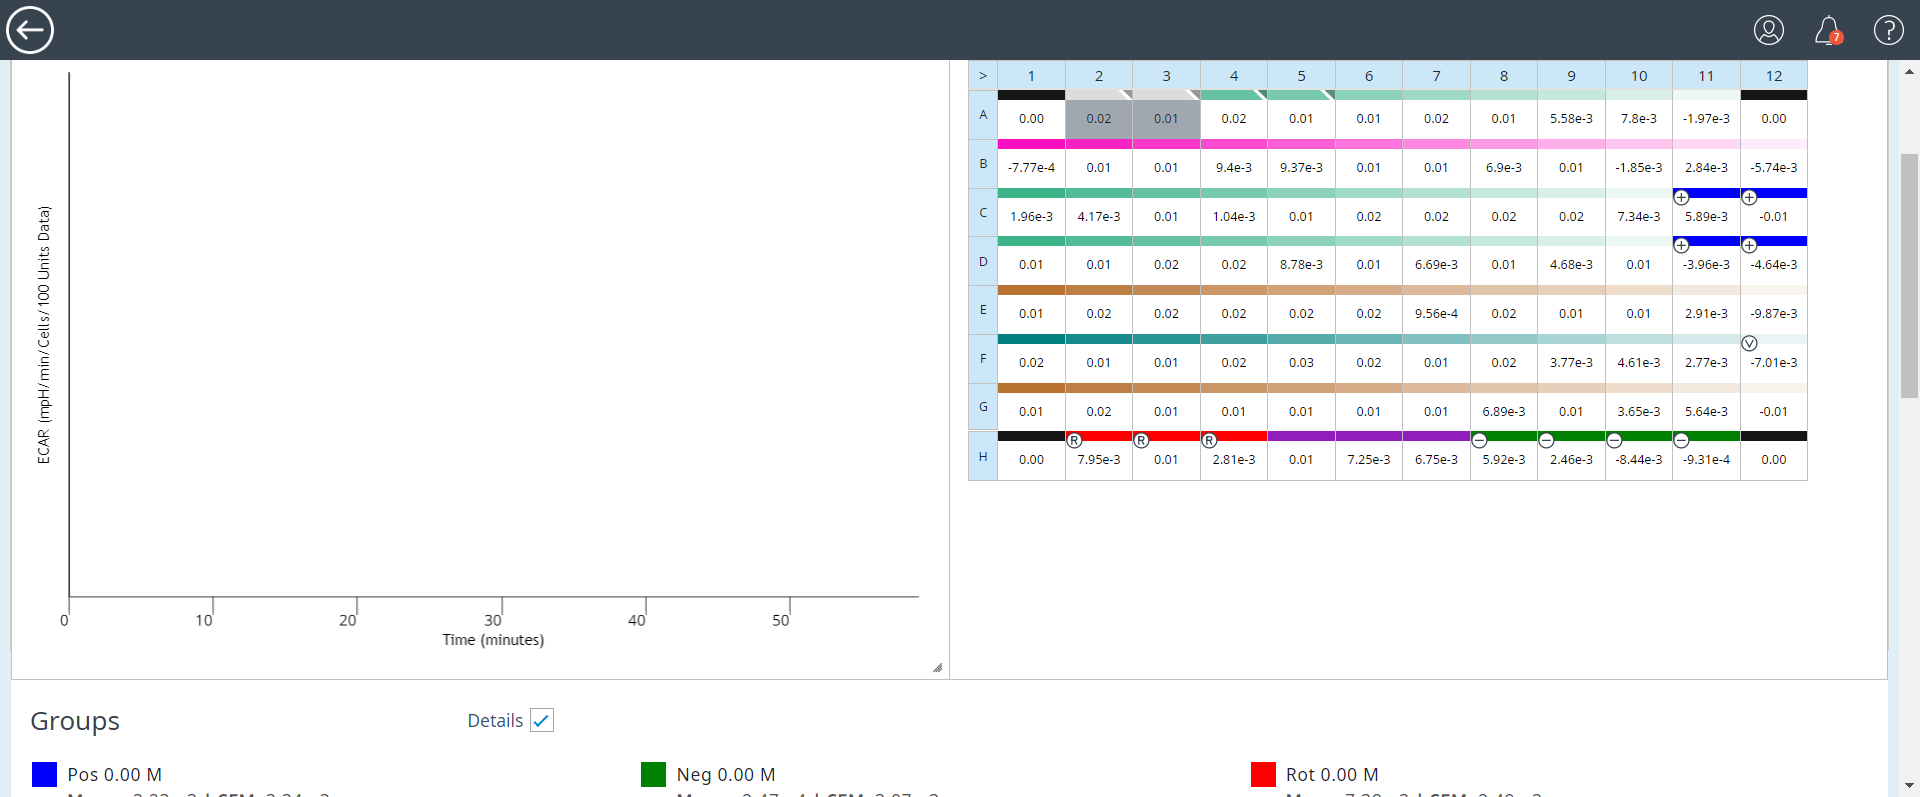 7
?
> 1 2 3 4 5 6 7 8 9 10 11 12
A 0.00 0.02 0.01 0.02 0.01 0.01 0.02 0.01 5.58e-3 7.8e-3 -1.97e-3 0.00
B -7.77e-4 0.01 0.01 9.4e-3 9.37e-3 0.01 0.01 6.9e-3 0.01 -1.85e-3 2.84e-3 -5.74e-3
+ +
C 1.96e-3 4.17e-3 0.01 1.04e-3 0.01 0.02 0.02 0.02 0.02 7.34e-3 5.89e-3 -0.01
+ +
D 0.01 0.01 0.02 0.02 8.78e-3 0.01 6.69e-3 0.01 4.68e-3 0.01 -3.96e-3 -4.64e-3
E 0.01 0.02 0.02 0.02 0.02 0.02 9.56e-4 0.02 0.01 0.01 2.91e-3 -9.87e-3
V
F 0.02 0.01 0.01 0.02 0.03 0.02 0.01 0.02 3.77e-3 4.61e-3 2.77e-3 -7.01e-3
G 0.01 0.02 0.01 0.01 0.01 0.01 0.01 6.89e-3 0.01 3.65e-3 5.64e-3 -0.01
R R R − − − −
H 0.00 7.95e-3 0.01 2.81e-3 0.01 7.25e-3 6.75e-3 5.92e-3 2.46e-3 -8.44e-3 -9.31e-4 0.00
ECAR (mpH/min/Cells/100 Units Data)
0 10 20 30 40 50
Time (minutes)
Groups
Details
Pos 0.00 M
Neg 0.00 M
Rot 0.00 M